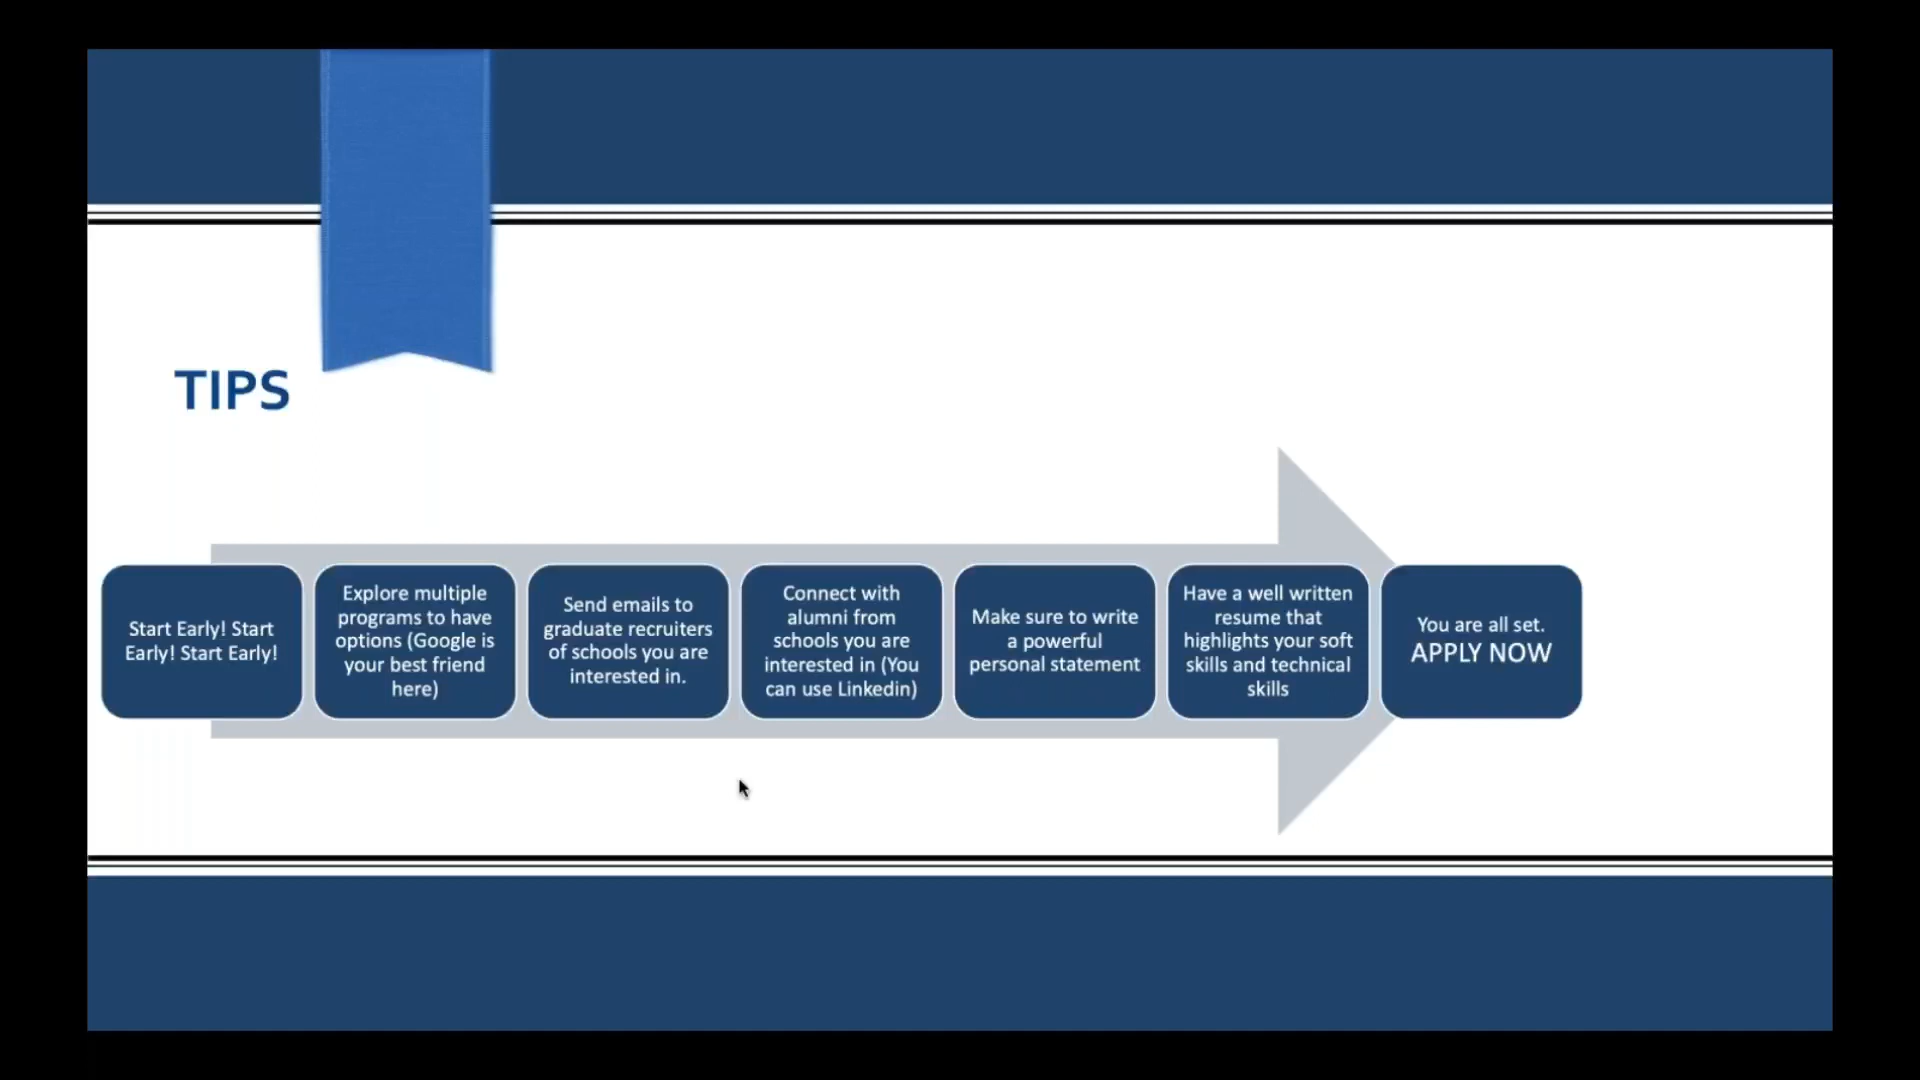 TIPS
Start Early! Start
Early! Start Early!
Explore multiple
programs to have
options (Google is
your best friend
here)
Send emails to
graduate recruiters
of schools you are
interested in.
Connect with
alumni from
schools you are
interested in (You
can use Linkedin)
Make sure to write
a powerful
personal statement
Have a well written
resume that
highlights your soft
skills and technical
skills
You are all set.
APPLY NOW